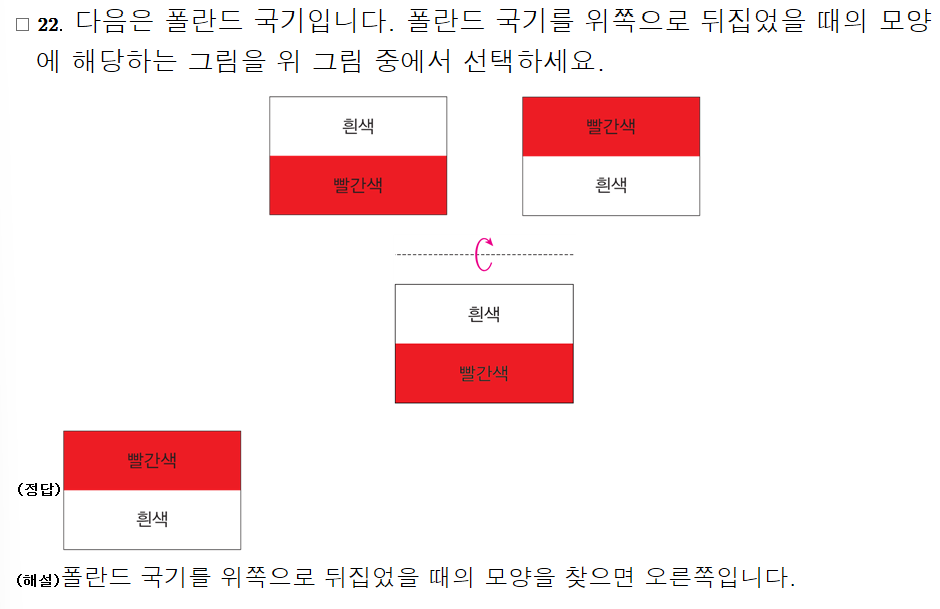 □ 22. 다음은 폴란드 국기입니다. 폴란드 국기를 위쪽으로 뒤집었을 때의 모양
에 해당하는 그림을 위 그림 중에서 선택하세요.
흰색 빨간색
빨간색 흰색
흰색
빨간색
빨간색
(정답)
흰색
(해설)폴란드 국기를 위쪽으로 뒤집었을 때의 모양을 찾으면 오른쪽입니다.